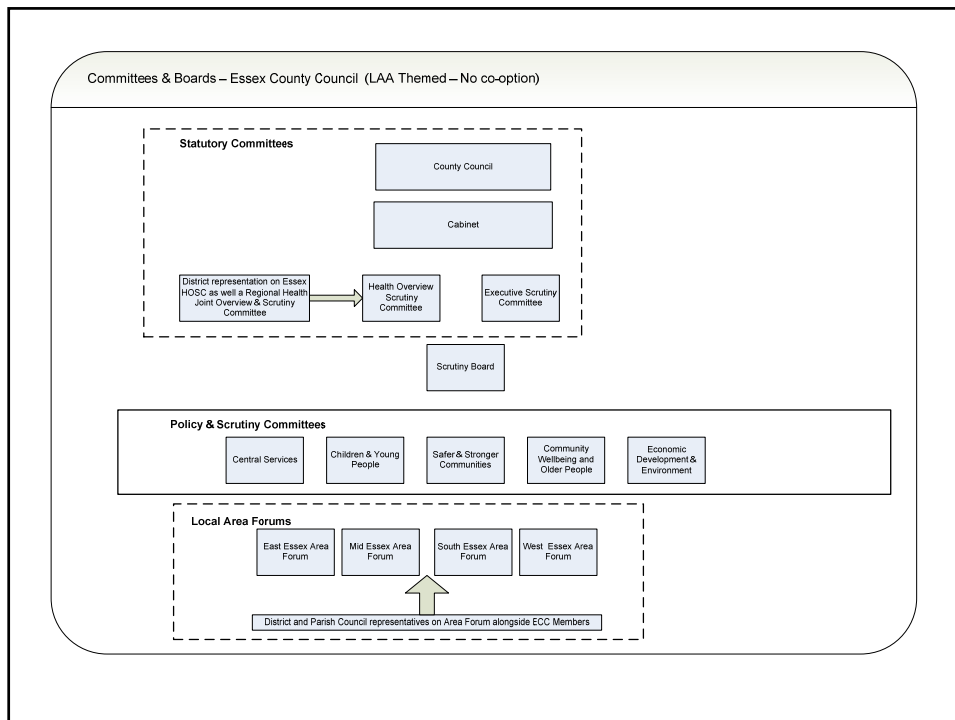 Committees & Boards – Essex County Council (LAA Themed – No co-option)
Statutory Committees
County Council
Cabinet
District representation on Essex
HOSC as well a Regional Health
Joint Overview & Scrutiny
Committee
Health Overview
Scrutiny
Committee
Executive Scrutiny
Committee
Scrutiny Board
Policy & Scrutiny Committees
Central Services
Children & Young
People
Safer & Stronger
Communities
Community
Wellbeing and
Older People
Economic
Development &
Environment
Local Area Forums
East Essex Area
Forum
Mid Essex Area
Forum
South Essex Area
Forum
West Essex Area
Forum
District and Parish Council representatives on Area Forum alongside ECC Members